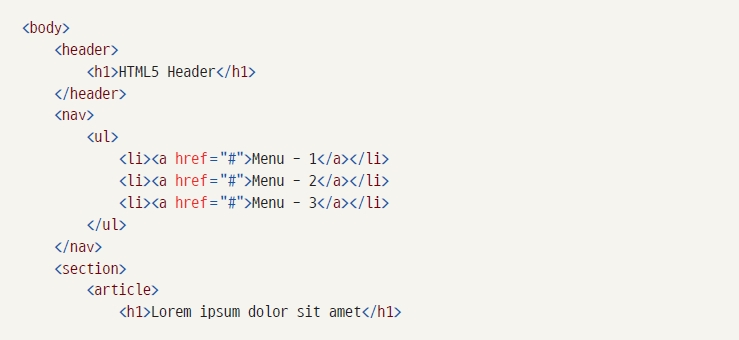 <body>
    <header>
        <h1>HTML5 Header</h1>
    </header>
    <nav>
        <ul>
            <li><a href="#">Menu - 1</a></li>
            <li><a href="#">Menu - 2</a></li>
            <li><a href="#">Menu - 3</a></li>
        </ul>
    </nav>
    <section>
        <article>
            <h1>Lorem ipsum dolor sit amet</h1>